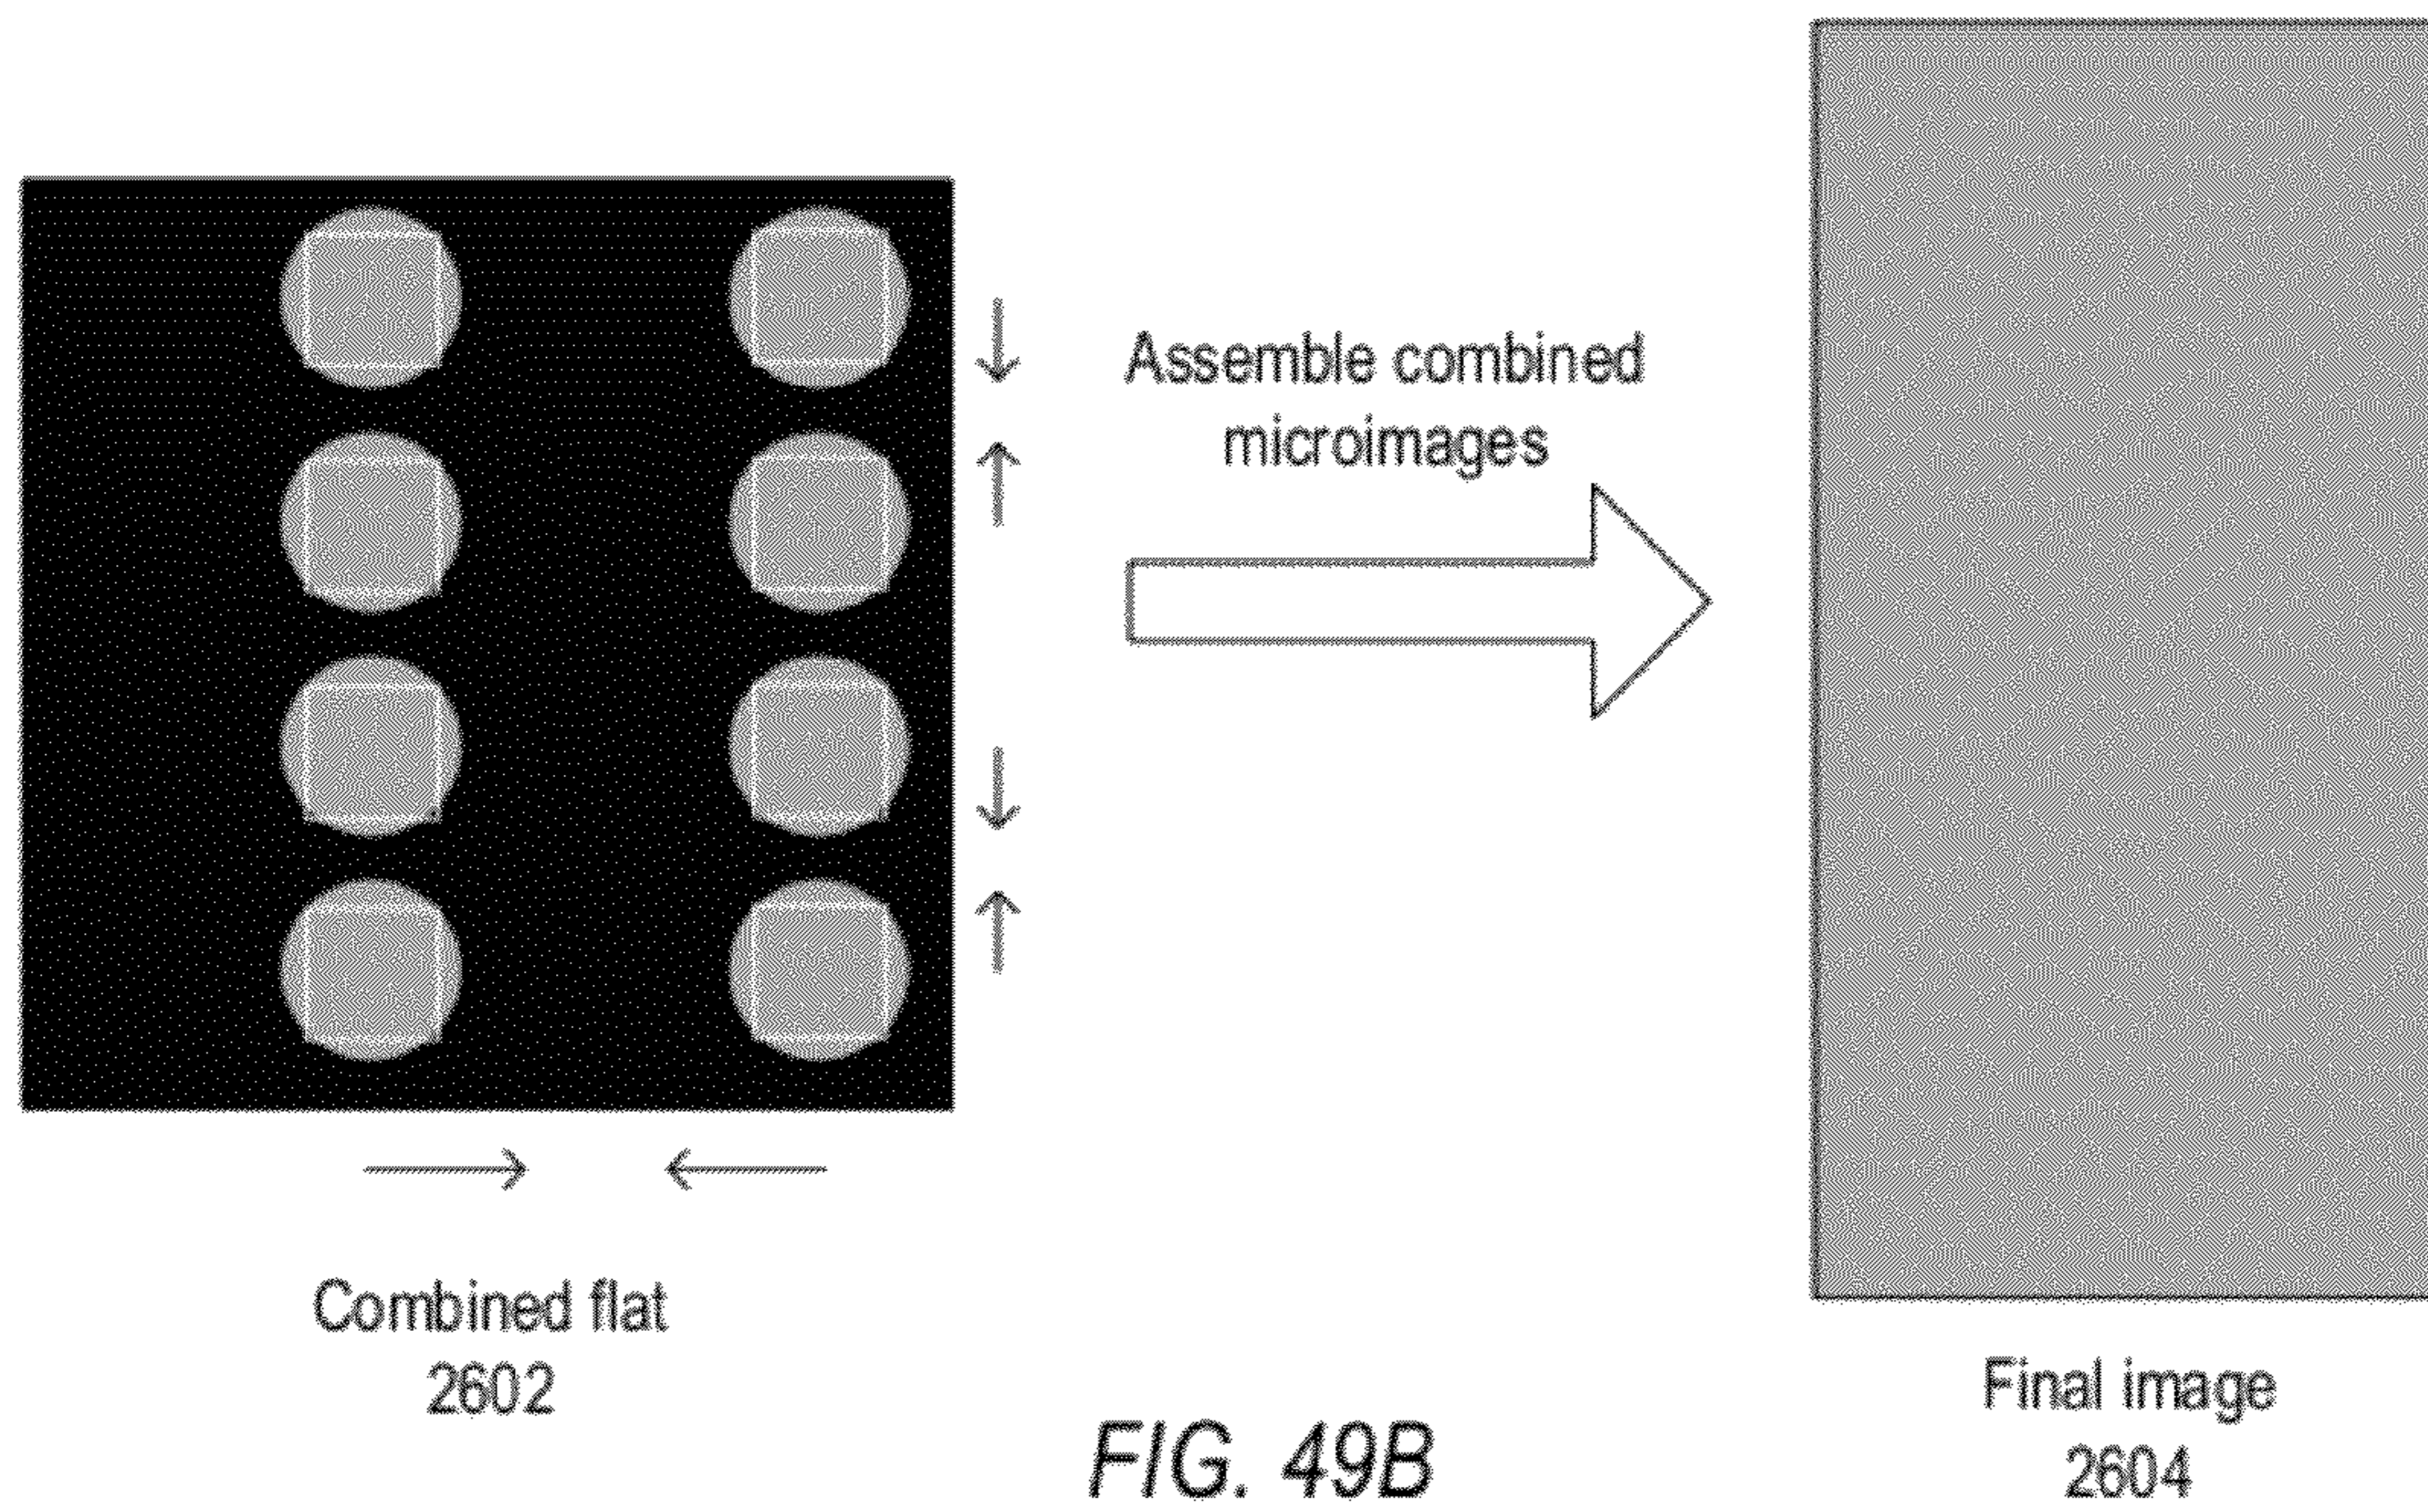 Assemble combined
microimages
Combined flat
2602
Final image
2604
FIG. 49B